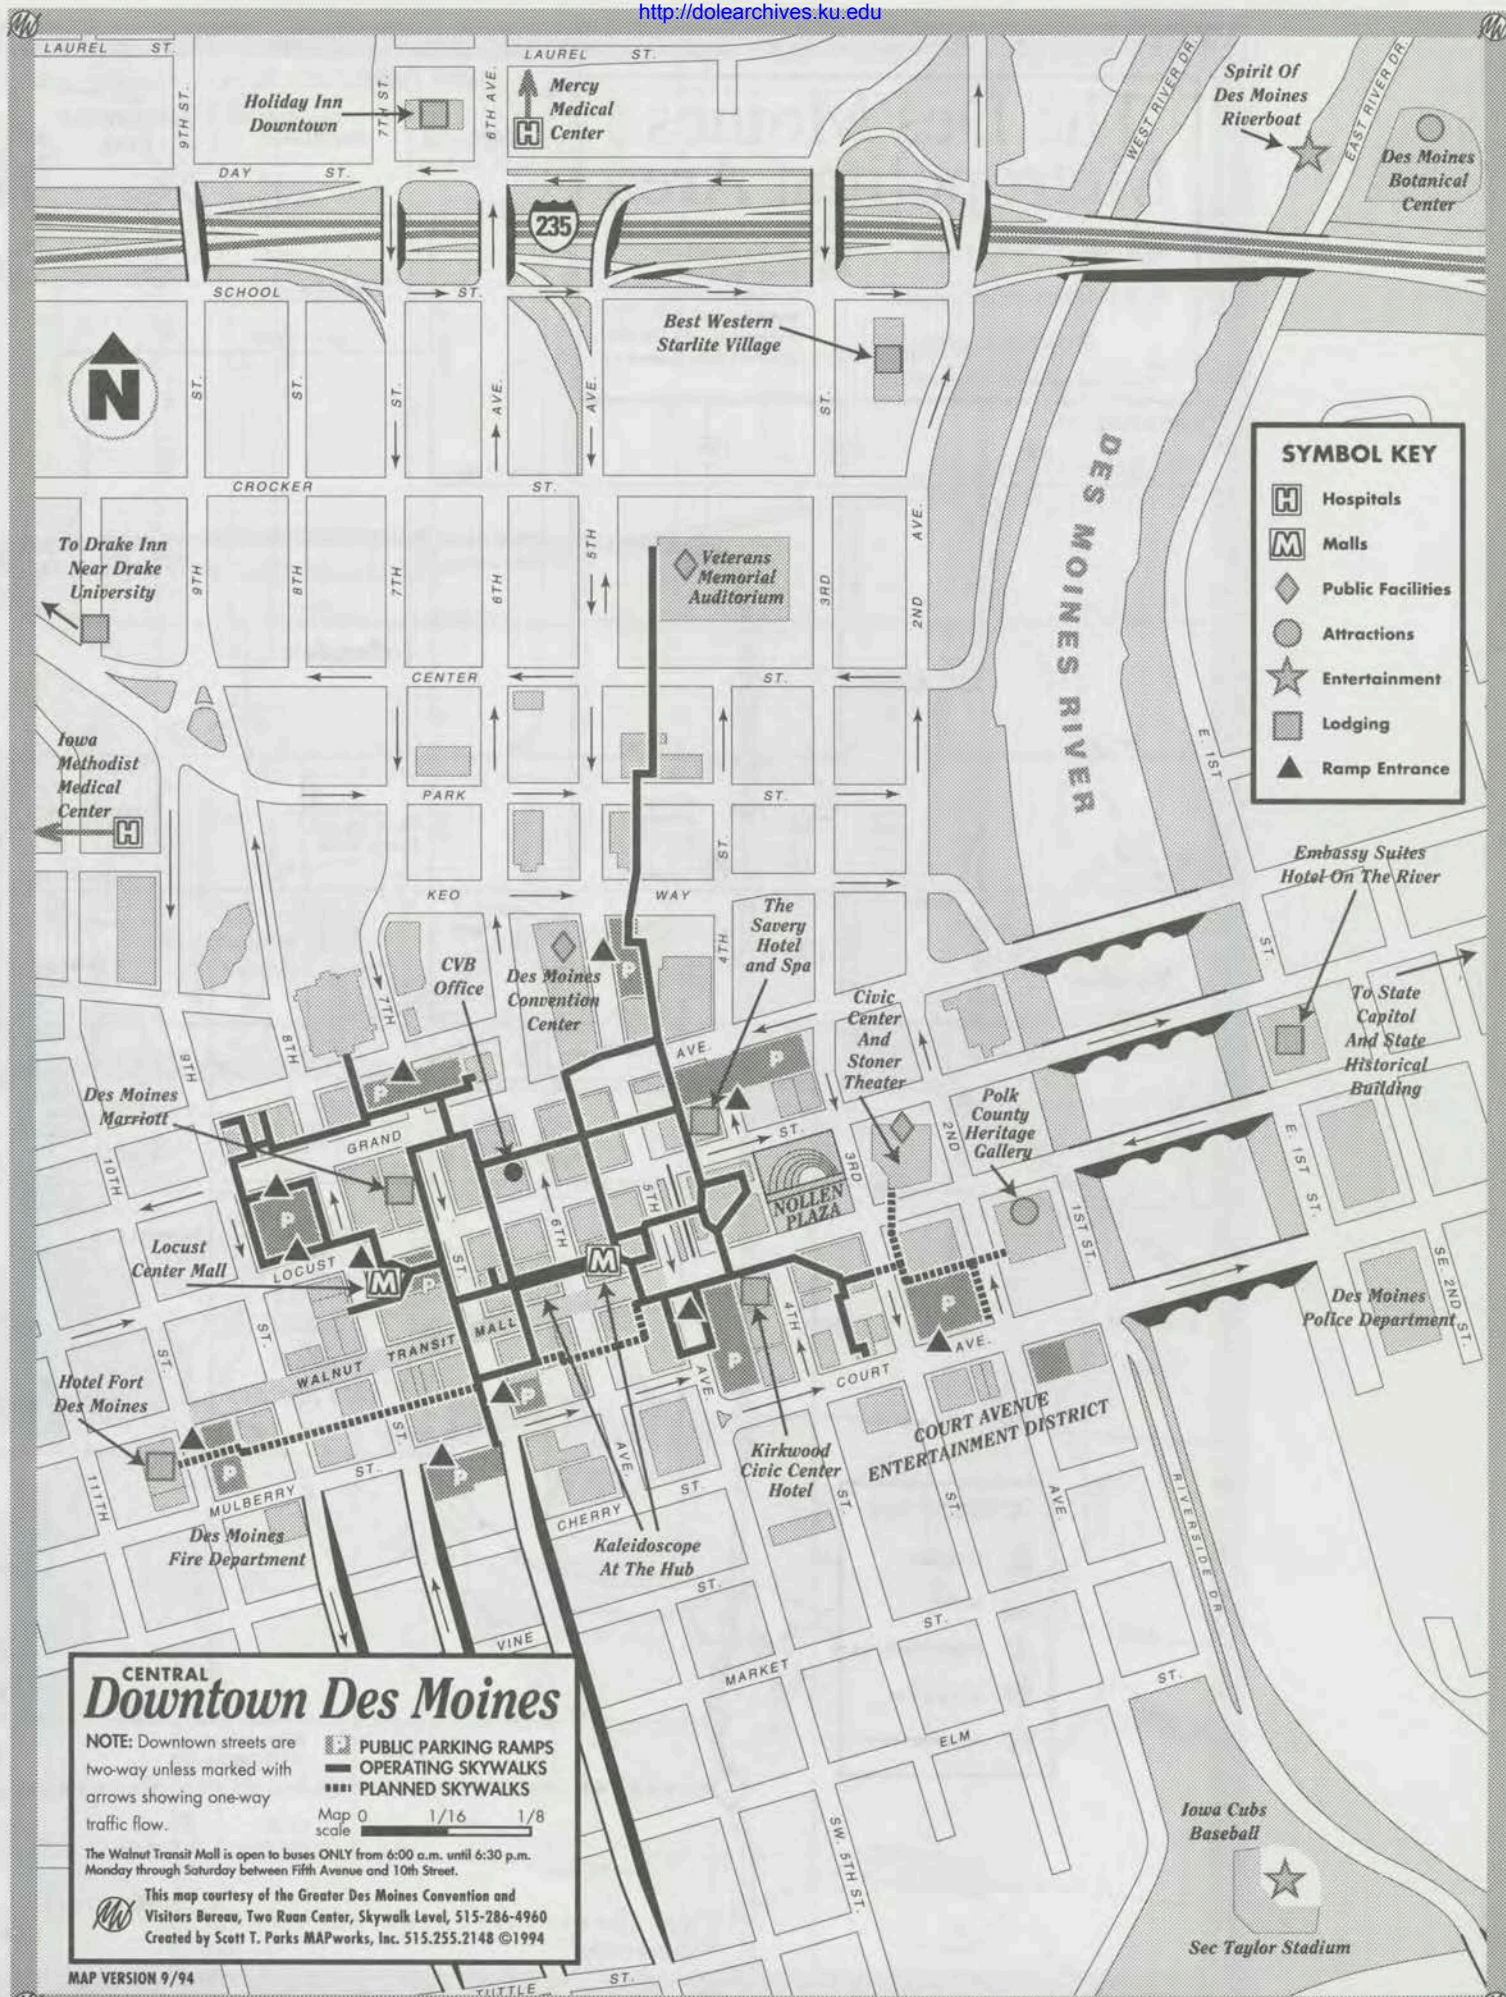 http://dolearchives.ku.edu
LAUREL ST.
LAUREL ST.
9TH ST.
7TH ST.
6TH AVE.
Holiday Inn
Downtown
Mercy
Medical
Center
H
WEST RIVER DR.
EAST RIVER DR.
Spirit Of
Des Moines
Riverboat
Des Moines
Botanical
Center
DAY ST.
235
SCHOOL ST.
N
Best Western
Starlite Village
ST.
ST.
ST.
AVE.
AVE.
ST.
CROCKER ST.
AVE.
DES MOINES RIVER
SYMBOL KEY
H Hospitals
M Malls
Public Facilities
Attractions
Entertainment
Lodging
Ramp Entrance
To Drake Inn
Near Drake
University
9TH
8TH
7TH
6TH
5TH
3RD
2ND
Veterans
Memorial
Auditorium
CENTER ST.
Iowa
Methodist
Medical
Center
H
PARK ST.
E. 1ST
ST.
KEO WAY
Embassy Suites
Hotel On The River
The
Savery
Hotel
and Spa
4TH
CVB
Office
Des Moines
Convention
Center
P
Civic
Center
And
Stoner
Theater
ST.
To State
Capitol
And State
Historical
Building
7TH
8TH
9TH
AVE.
P
P
Des Moines
Marriott
GRAND
ST.
3RD
2ND
Polk
County
Heritage
Gallery
E. 1ST ST.
10TH
NOLLEN
PLAZA
5TH
6TH
P
1ST ST.
Locust
Center Mall
LOCUST
M
P
ST.
M
P
4TH
P
Des Moines
Police Department
SE. 2ND ST.
WALNUT TRANSIT MALL
ST.
ST.
P
AVE.
COURT AVE.
Hotel Fort
Des Moines
ST.
P
P
COURT AVENUE
ENTERTAINMENT DISTRICT
Kirkwood
Civic Center
Hotel
111TH
MULBERRY ST.
AVE.
CHERRY ST.
ST.
ST.
AVE.
RIVERSIDE DR
Des Moines
Fire Department
Kaleidoscope
At The Hub
ST.
VINE
ST.
MARKET
ST.
ELM
SW. 5TH ST.
CENTRAL
Downtown Des Moines
NOTE: Downtown streets are
two-way unless marked with
arrows showing one-way
traffic flow.
P PUBLIC PARKING RAMPS
OPERATING SKYWALKS
PLANNED SKYWALKS
Map scale 0 1/16 1/8
The Walnut Transit Mall is open to buses ONLY from 6:00 a.m. until 6:30 p.m.
Monday through Saturday between Fifth Avenue and 10th Street.
This map courtesy of the Greater Des Moines Convention and
Visitors Bureau, Two Ruan Center, Skywalk Level, 515-286-4960
Created by Scott T. Parks MAPworks, Inc. 515.255.2148 ©1994
MAP VERSION 9/94
TUTTLE ST.
Iowa Cubs
Baseball
Sec Taylor Stadium